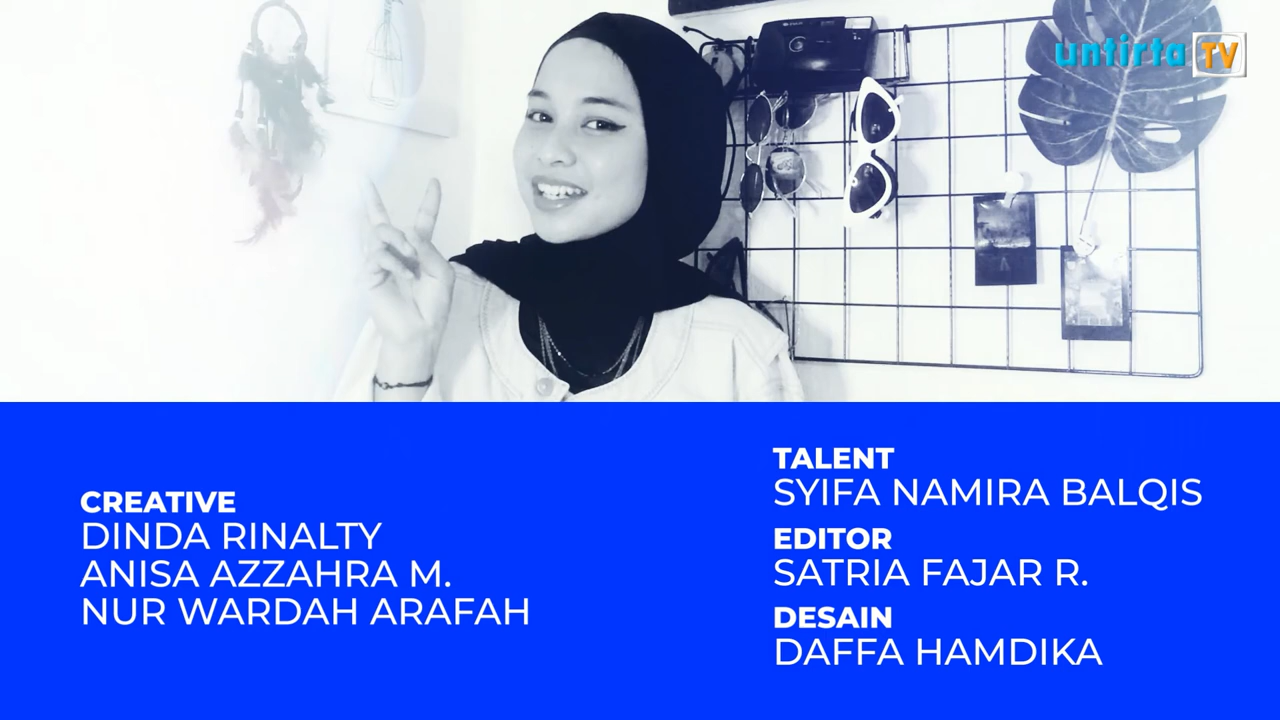 untirta TV
CREATIVE
DINDA RINALTY
ANISA AZZAHRA M.
NUR WARDAH ARAFAH
TALENT
SYIFA NAMIRA BALQIS
EDITOR
SATRIA FAJAR R.
DESAIN
DAFFA HAMDIKA